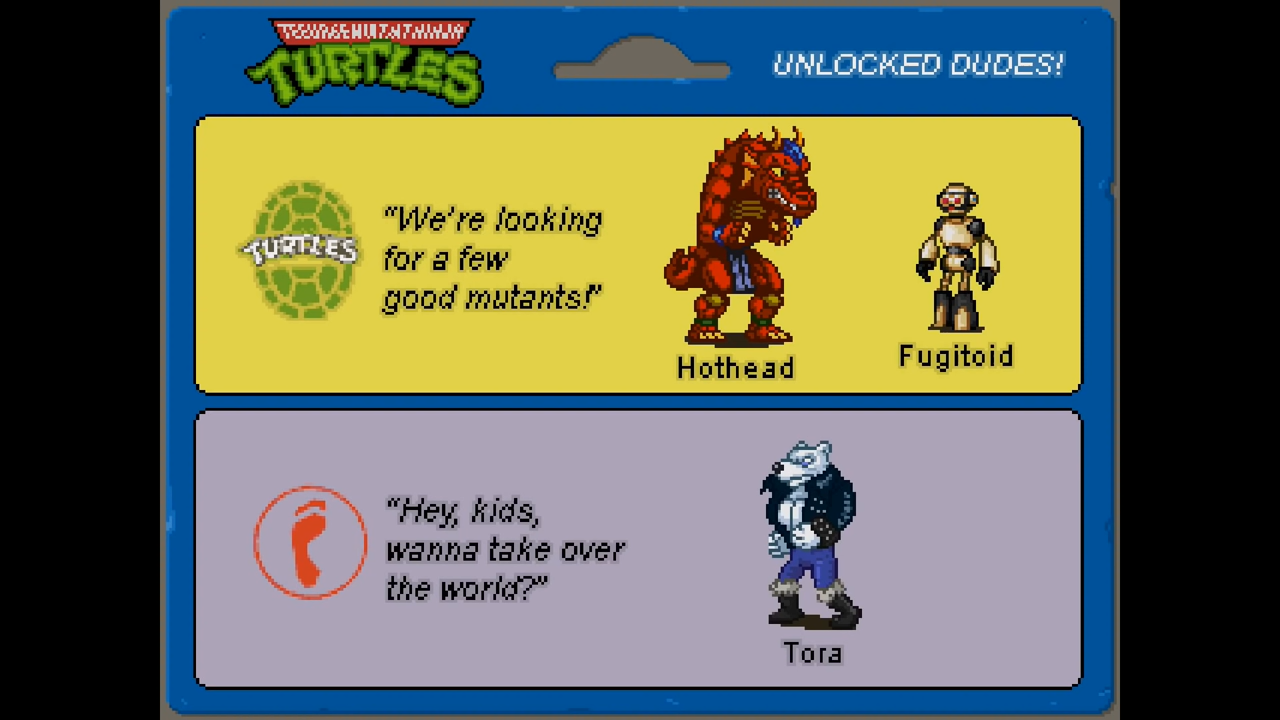 TEENAGE MUTANT NINJA
TURTLES
UNLOCKED DUDES!
TURTLES
“We're looking
for a few
good mutants!”
Hothead
Fugitoid
“Hey, kids,
wanna take over
the world?”
Tora